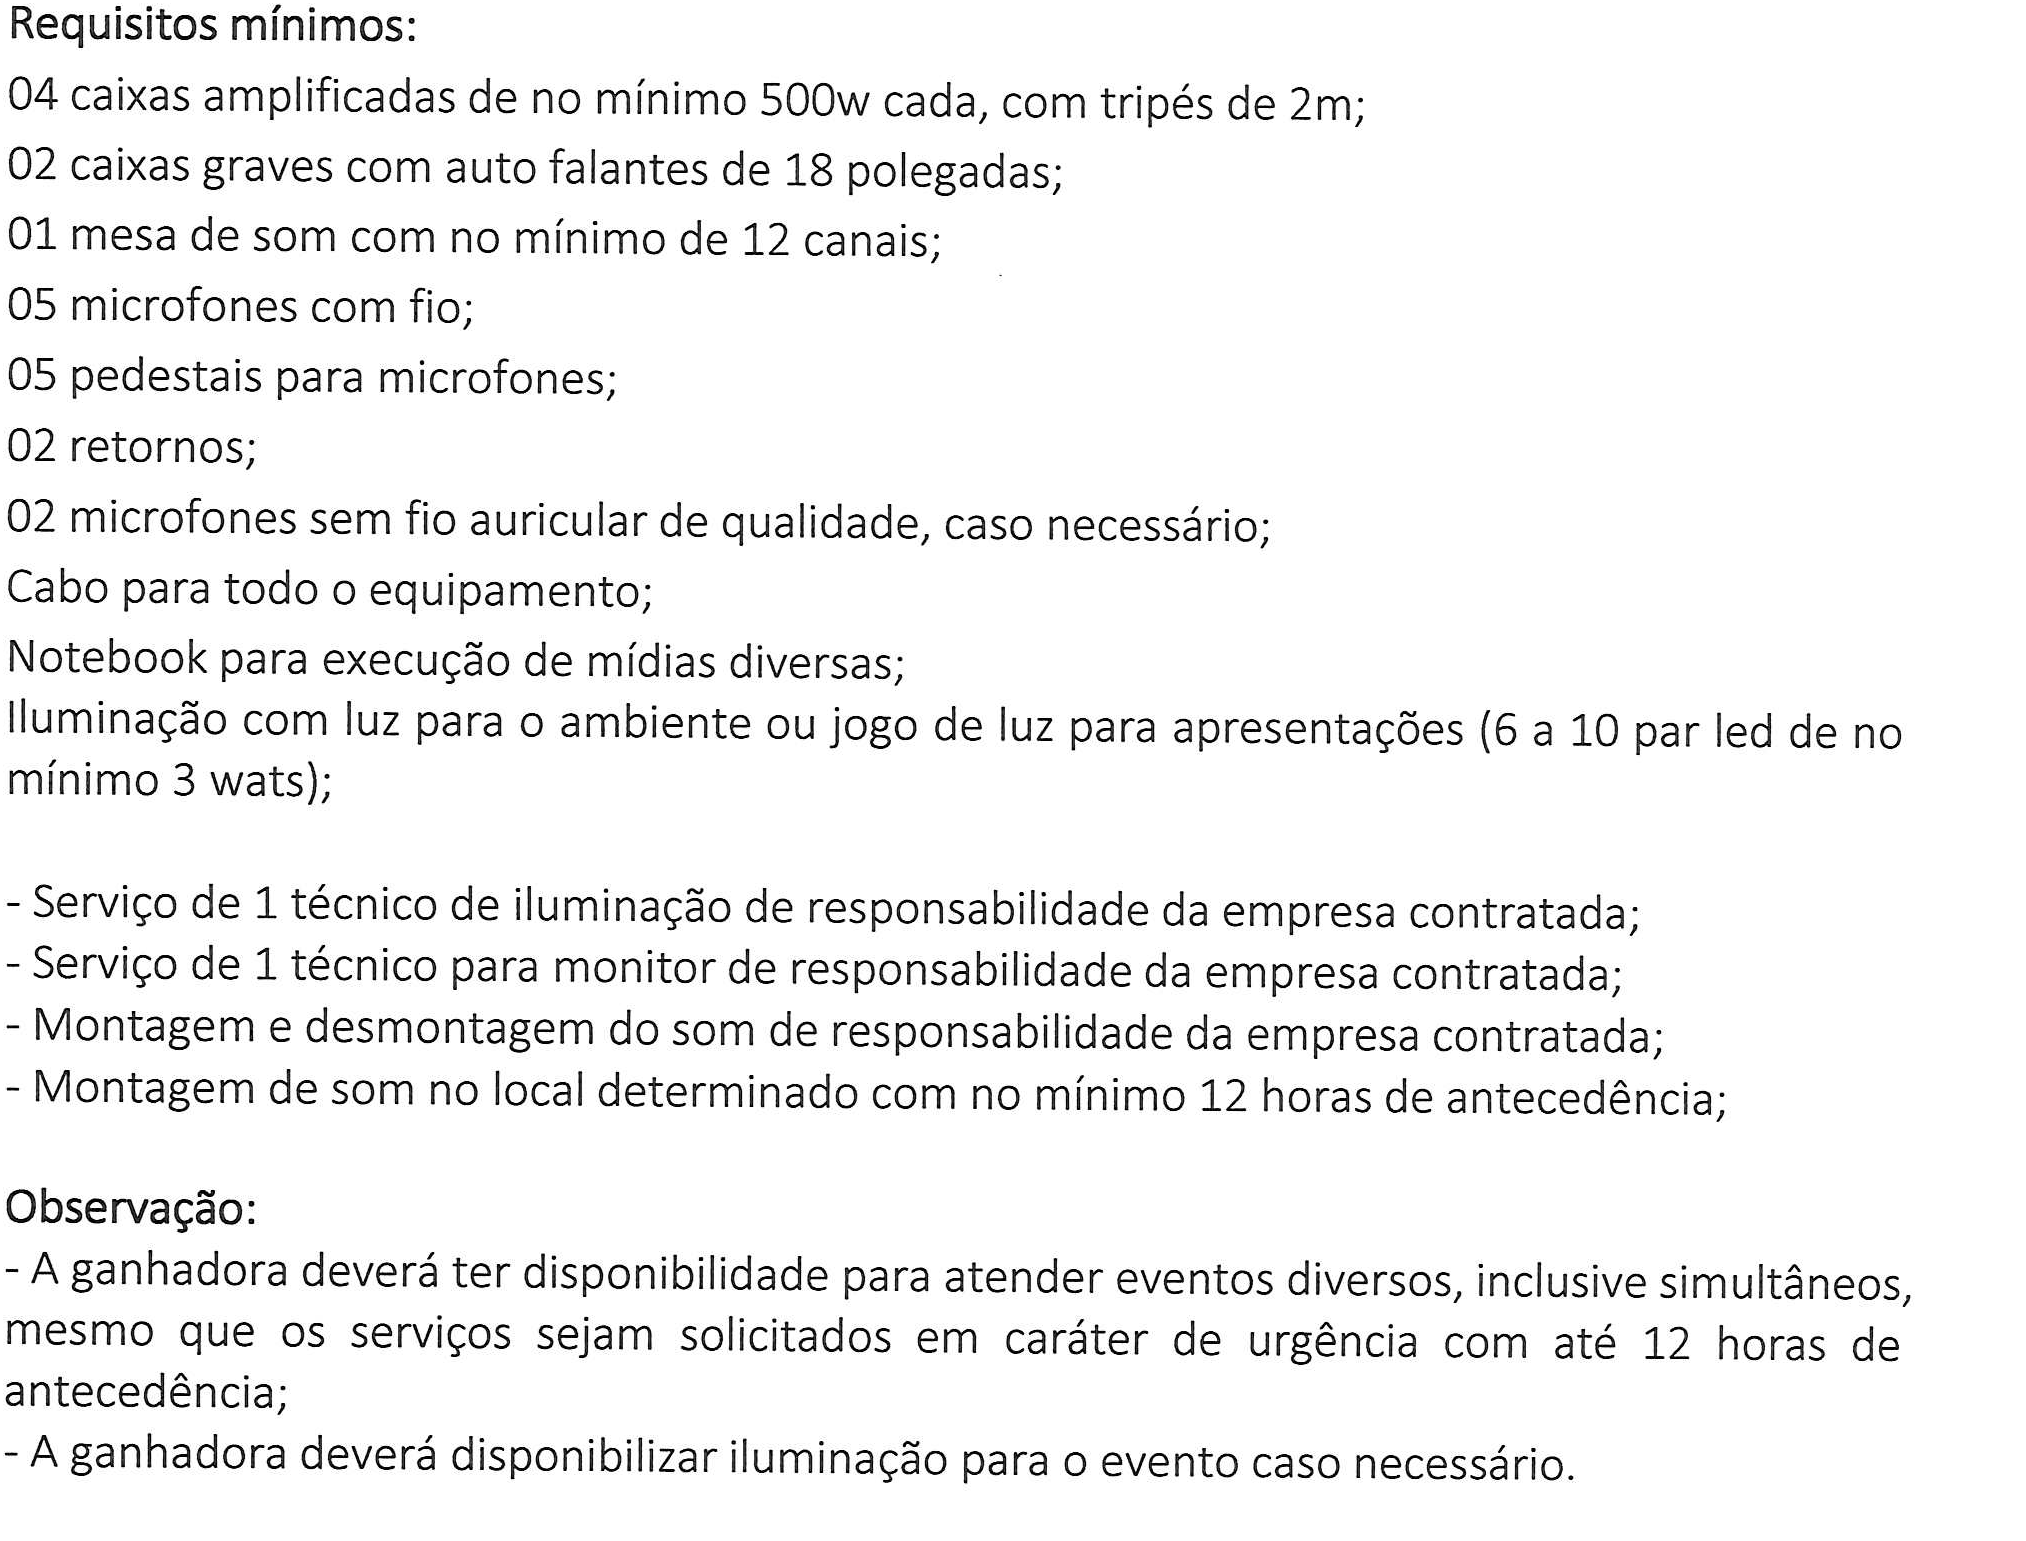 Requisitos mínimos:
04 caixas amplificadas de no mínimo 500w cada, com tripés de 2m;
02 caixas graves com auto falantes de 18 polegadas;
01 mesa de som com no mínimo de 12 canais;
05 microfones com fio;
05 pedestais para microfones;
02 retornos;
02 microfones sem fio auricular de qualidade, caso necessário;
Cabo para todo o equipamento;
Notebook para execução de mídias diversas;
Iluminação com luz para o ambiente ou jogo de luz para apresentações (6 a 10 par led de no
mínimo 3 wats);
- Serviço de 1 técnico de iluminação de responsabilidade da empresa contratada;
- Serviço de 1 técnico para monitor de responsabilidade da empresa contratada;
- Montagem e desmontagem do som de responsabilidade da empresa contratada;
- Montagem de som no local determinado com no mínimo 12 horas de antecedência;
Observação:
- A ganhadora deverá ter disponibilidade para atender eventos diversos, inclusive simultâneos,
mesmo que os serviços sejam solicitados em caráter de urgência com até 12 horas de
antecedência;
- A ganhadora deverá disponibilizar iluminação para o evento caso necessário.